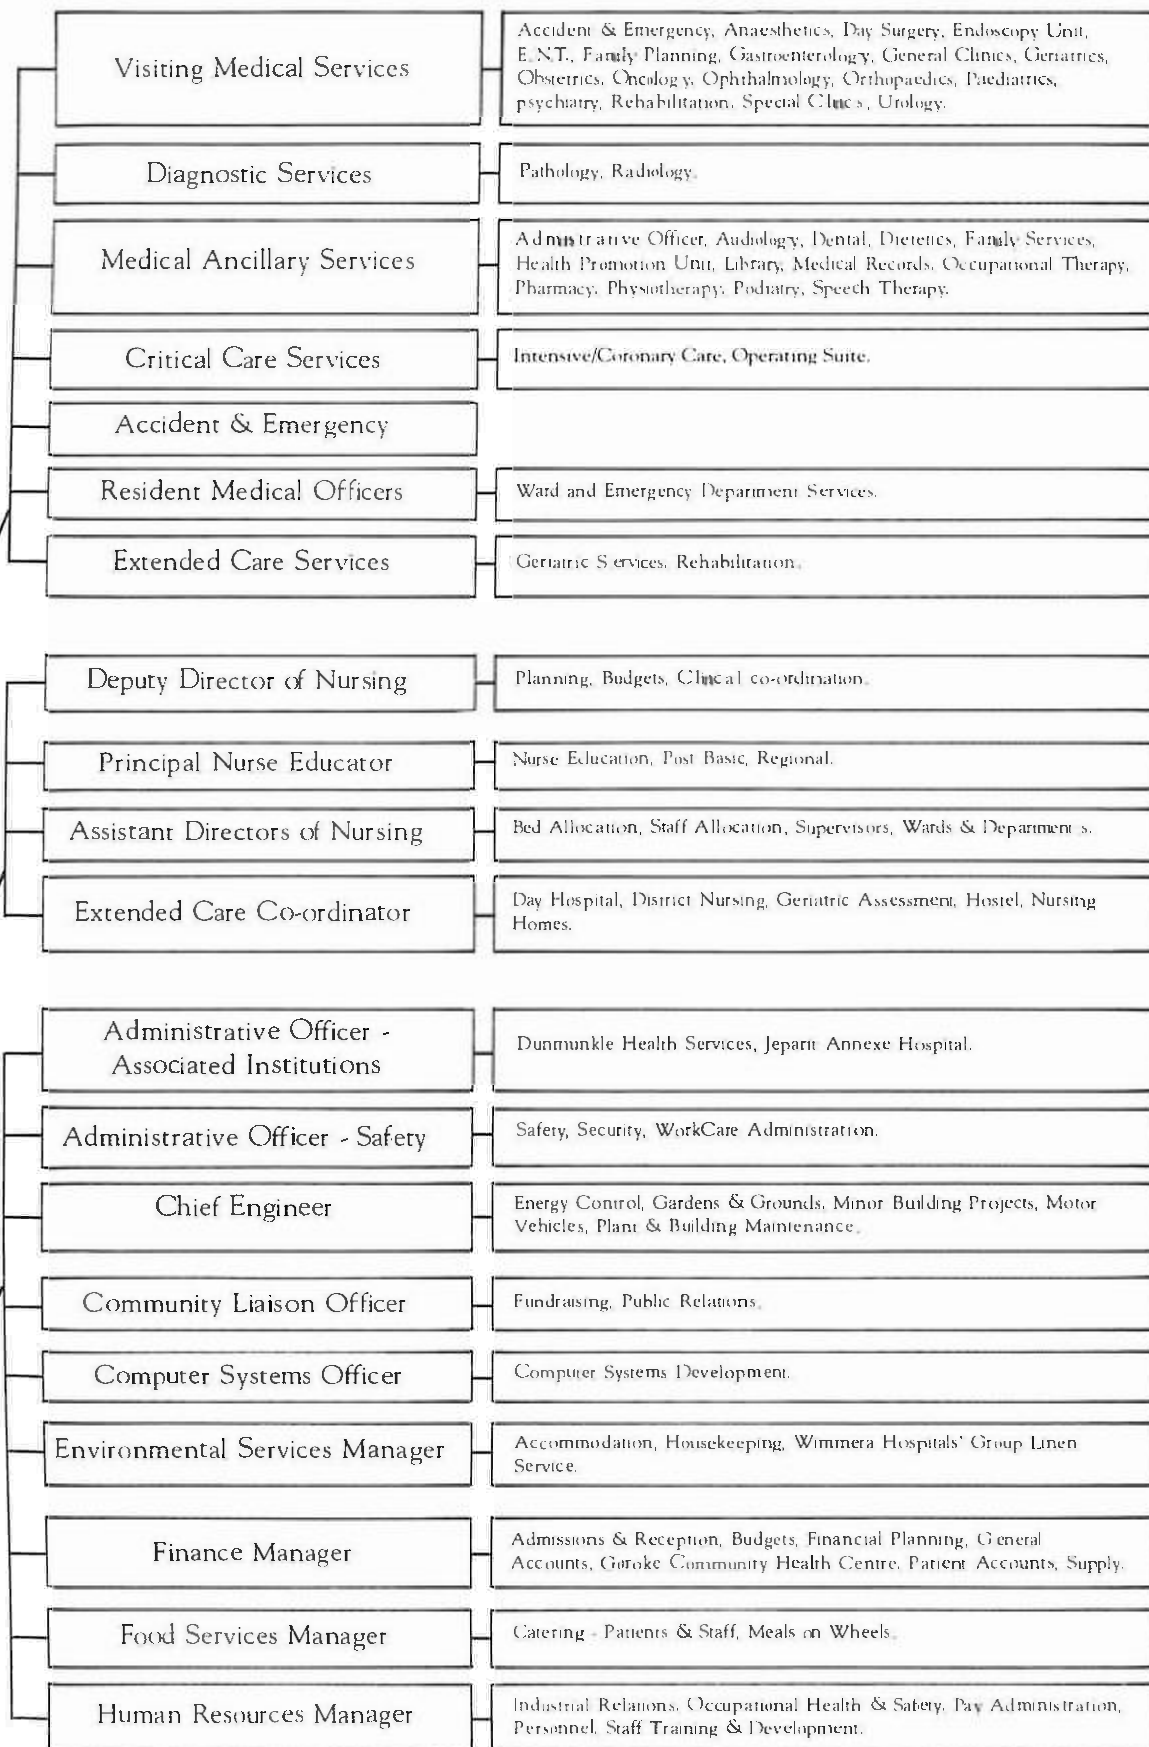 Visiting Medical Services
Accident & Emergency, Anaesthetics, Day Surgery, Endoscopy Unit,
E.N.T., Family Planning, Gastroenterology, General Clinics, Geriatrics,
Obstetrics, Oncology, Ophthalmology, Orthopaedics, Paediatrics,
psychiatry, Rehabilitation, Special Clinics, Urology.
Diagnostic Services
Pathology, Radiology.
Medical Ancillary Services
Administrative Officer, Audiology, Dental, Dietetics, Family Services,
Health Promotion Unit, Library, Medical Records, Occupational Therapy,
Pharmacy, Physiotherapy, Podiatry, Speech Therapy.
Critical Care Services
Intensive/Coronary Care, Operating Suite.
Accident & Emergency
Resident Medical Officers
Ward and Emergency Department Services.
Extended Care Services
Geriatric Services, Rehabilitation.
Deputy Director of Nursing
Planning, Budgets, Clincal co-ordination.
Principal Nurse Educator
Nurse Education, Post Basic, Regional.
Assistant Directors of Nursing
Bed Allocation, Staff Allocation, Supervisors, Wards & Departments.
Extended Care Co-ordinator
Day Hospital, District Nursing, Geriatric Assessment, Hostel, Nursing
Homes.
Administrative Officer -
Associated Institutions
Dunmunkle Health Services, Jeparit Annexe Hospital.
Administrative Officer - Safety
Safety, Security, WorkCare Administration.
Chief Engineer
Energy Control, Gardens & Grounds, Minor Building Projects, Motor
Vehicles, Plant & Building Maintenance.
Community Liaison Officer
Fundraising, Public Relations.
Computer Systems Officer
Computer Systems Development.
Environmental Services Manager
Accommodation, Housekeeping, Wimmera Hospitals' Group Linen
Service.
Finance Manager
Admissions & Reception, Budgets, Financial Planning, General
Accounts, Goroke Community Health Centre, Patient Accounts, Supply.
Food Services Manager
Catering - Patients & Staff, Meals on Wheels.
Human Resources Manager
Industrial Relations, Occupational Health & Safety, Pay Administration,
Personnel, Staff Training & Development.